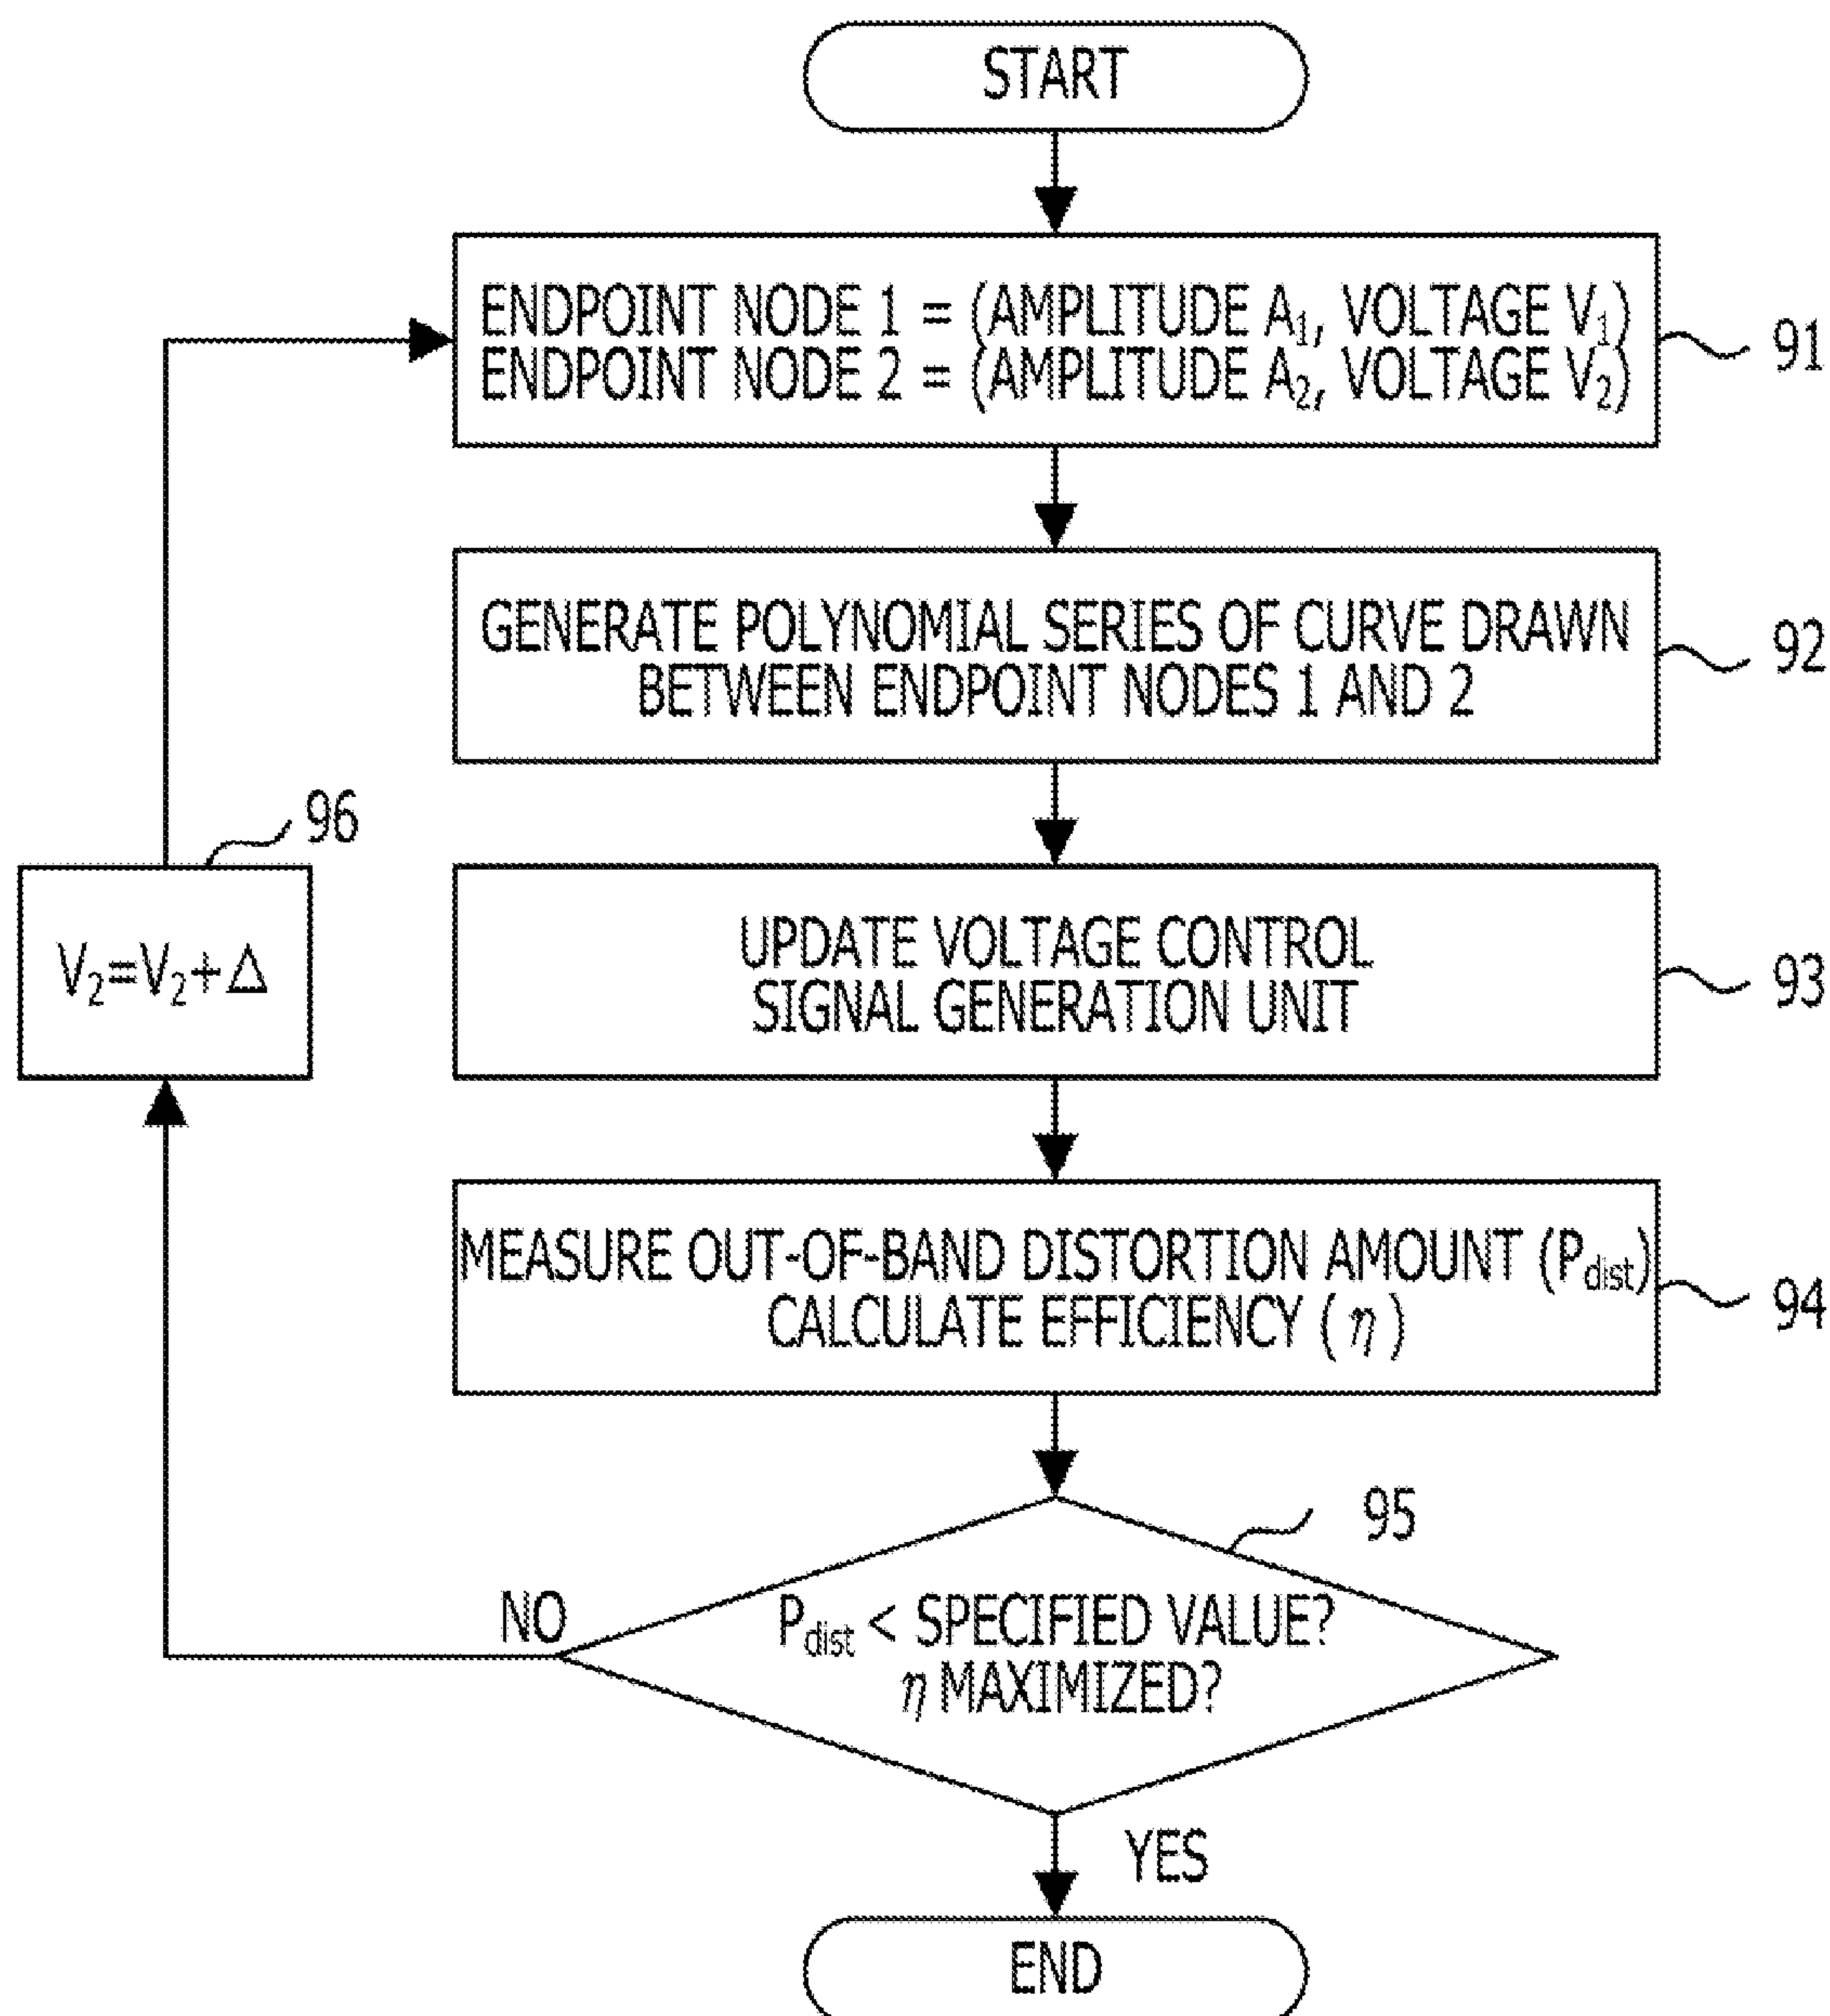 START
ENDPOINT NODE 1 = (AMPLITUDE A₁, VOLTAGE V₁)
ENDPOINT NODE 2 = (AMPLITUDE A₂, VOLTAGE V₂)
91
GENERATE POLYNOMIAL SERIES OF CURVE DRAWN
BETWEEN ENDPOINT NODES 1 AND 2
92
96
V₂=V₂+Δ
UPDATE VOLTAGE CONTROL
SIGNAL GENERATION UNIT
93
MEASURE OUT-OF-BAND DISTORTION AMOUNT (Pdist)
CALCULATE EFFICIENCY (η)
94
95
NO
Pdist < SPECIFIED VALUE?
η MAXIMIZED?
YES
END